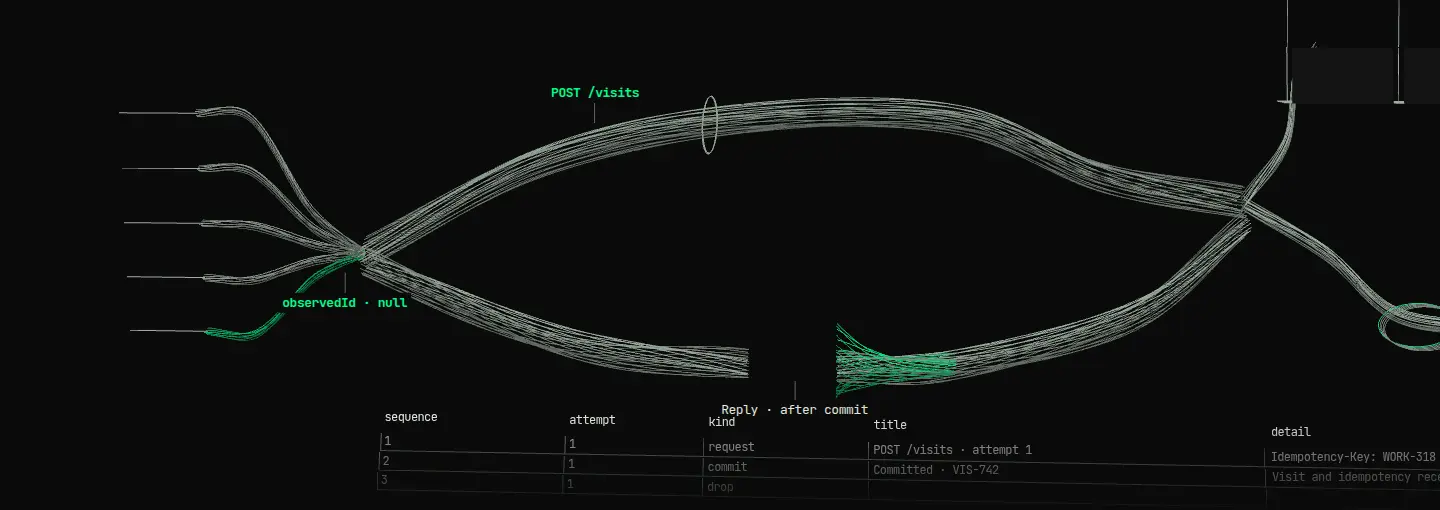 POST /visits
observedId · null
Reply · after commit
sequence attempt kind title detail
1 1 request POST /visits · attempt 1 Idempotency-Key: WORK-318
2 1 commit Committed · VIS-742 Visit and idempotency rece
3 1 drop